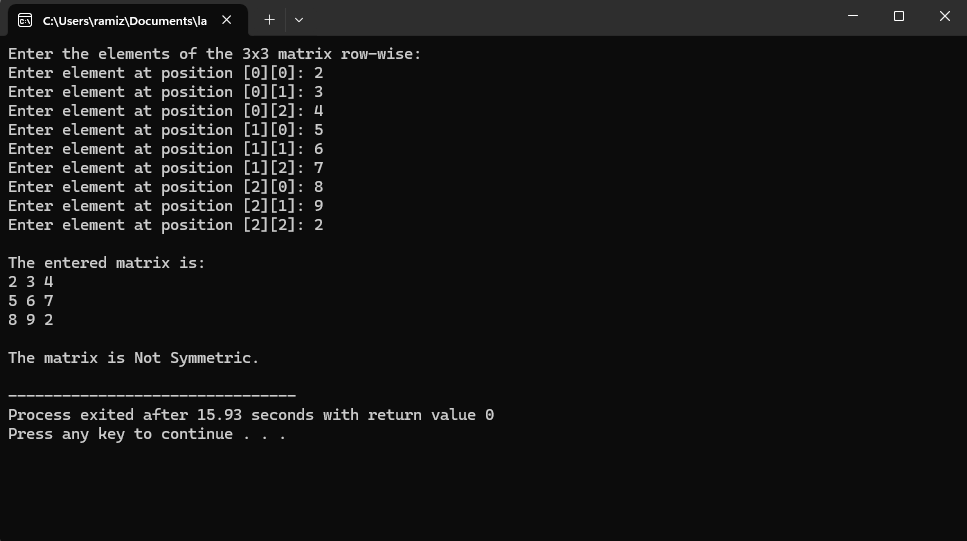 C:\Users\ramiz\Documents\la
Enter the elements of the 3x3 matrix row-wise:
Enter element at position [0][0]: 2
Enter element at position [0][1]: 3
Enter element at position [0][2]: 4
Enter element at position [1][0]: 5
Enter element at position [1][1]: 6
Enter element at position [1][2]: 7
Enter element at position [2][0]: 8
Enter element at position [2][1]: 9
Enter element at position [2][2]: 2
The entered matrix is:
2 3 4
5 6 7
8 9 2
The matrix is Not Symmetric.
--------------------------------
Process exited after 15.93 seconds with return value 0
Press any key to continue . . .